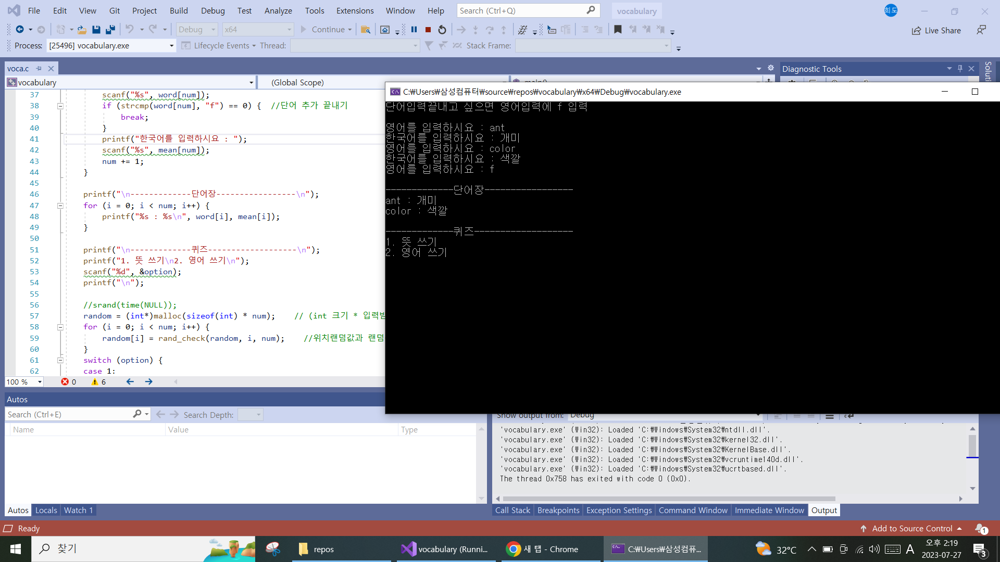 File Edit View Git Project Build Debug Test Analyze Tools Extensions Window Help Search (Ctrl+Q) vocabulary 희도
Debug x64 Continue Live Share
Process: [25496] vocabulary.exe Lifecycle Events Thread: Stack Frame:
voca.c
vocabulary (Global Scope)
37 scanf("%s", word[num]);
38 if (strcmp(word[num], "f") == 0) { //단어 추가 끝내기
39 break;
40 }
41 printf("한국어를 입력하시요 : ");
42 scanf("%s", mean[num]);
43 num += 1;
44 }
45
46 printf("\n-------------단어장-----------------\n");
47 for (i = 0; i < num; i++) {
48 printf("%s : %s\n", word[i], mean[i]);
49 }
50
51 printf("\n-------------퀴즈-------------------\n");
52 printf("1. 뜻 쓰기\n2. 영어 쓰기\n");
53 scanf("%d", &option);
54 printf("\n");
55
56 //srand(time(NULL));
57 random = (int*)malloc(sizeof(int) * num); // (int 크기 * 입력받
58 for (i = 0; i < num; i++) {
59 random[i] = rand_check(random, i, num); //위치랜덤값과 랜덤
60 }
61 switch (option) {
62 case 1:
100 % 0 6
Diagnostic Tools
C:\Users\삼성컴퓨터\source\repos\vocabulary\x64\Debug\vocabulary.exe
단어입력끝내고 싶으면 영어입력에 f 입력
영어를 입력하시요 : ant
한국어를 입력하시요 : 개미
영어를 입력하시요 : color
한국어를 입력하시요 : 색깔
영어를 입력하시요 : f
-------------단어장-----------------
ant : 개미
color : 색깔
-------------퀴즈-------------------
1. 뜻 쓰기
2. 영어 쓰기
Autos
Search (Ctrl+E) Search Depth:
Name Value Type
Autos Locals Watch 1
Show output from: Debug
'vocabulary.exe' (Win32): Loaded 'C:\Windows\System32\ntdll.dll'.
'vocabulary.exe' (Win32): Loaded 'C:\Windows\System32\kernel32.dll'.
'vocabulary.exe' (Win32): Loaded 'C:\Windows\System32\KernelBase.dll'.
'vocabulary.exe' (Win32): Loaded 'C:\Windows\System32\vcruntime140d.dll'.
'vocabulary.exe' (Win32): Loaded 'C:\Windows\System32\ucrtbased.dll'.
The thread 0x758 has exited with code 0 (0x0).
Call Stack Breakpoints Exception Settings Command Window Immediate Window Output
Ready Add to Source Control 1
찾기 repos vocabulary (Runni... 새 탭 - Chrome C:\Users\삼성컴퓨... 32°C A 오후 2:19
2023-07-27 3